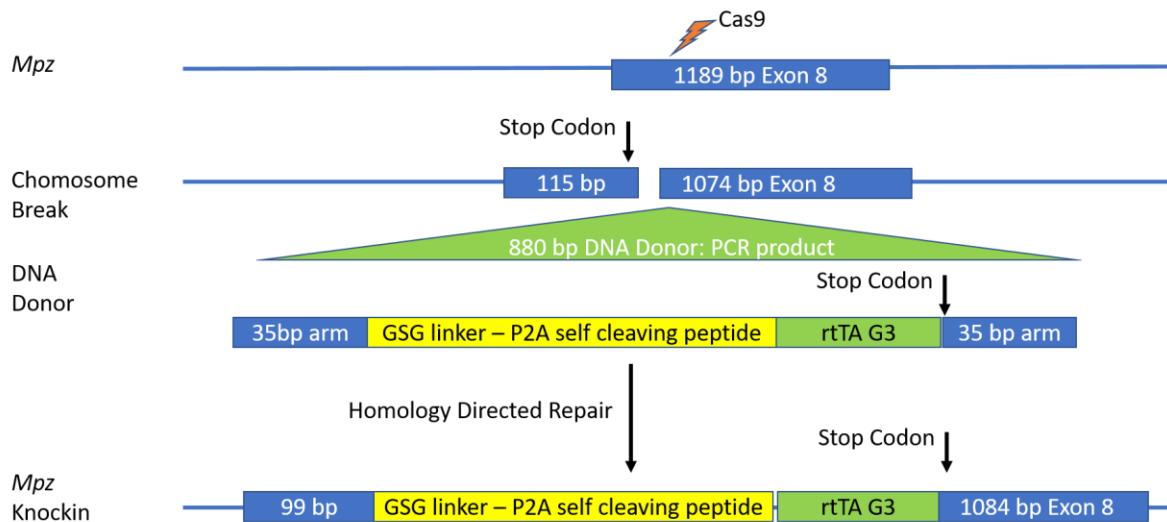 Cas9
Mpz
1189 bp Exon 8
Stop Codon
Chomosome
Break
115 bp
1074 bp Exon 8
880 bp DNA Donor: PCR product
DNA
Donor
Stop Codon
35bp arm
GSG linker – P2A self cleaving peptide
rtTA G3
35 bp arm
Homology Directed Repair
Stop Codon
Mpz
Knockin
99 bp
GSG linker – P2A self cleaving peptide
rtTA G3
1084 bp Exon 8